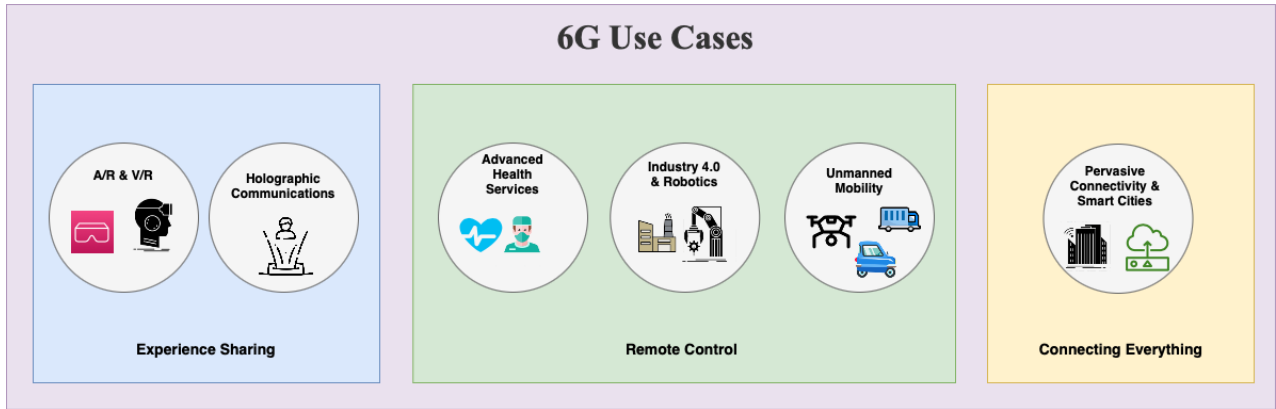 6G Use Cases
A/R & V/R
Holographic
Communications
Experience Sharing
Advanced
Health
Services
Industry 4.0
& Robotics
Unmanned
Mobility
Remote Control
Pervasive
Connectivity &
Smart Cities
Connecting Everything